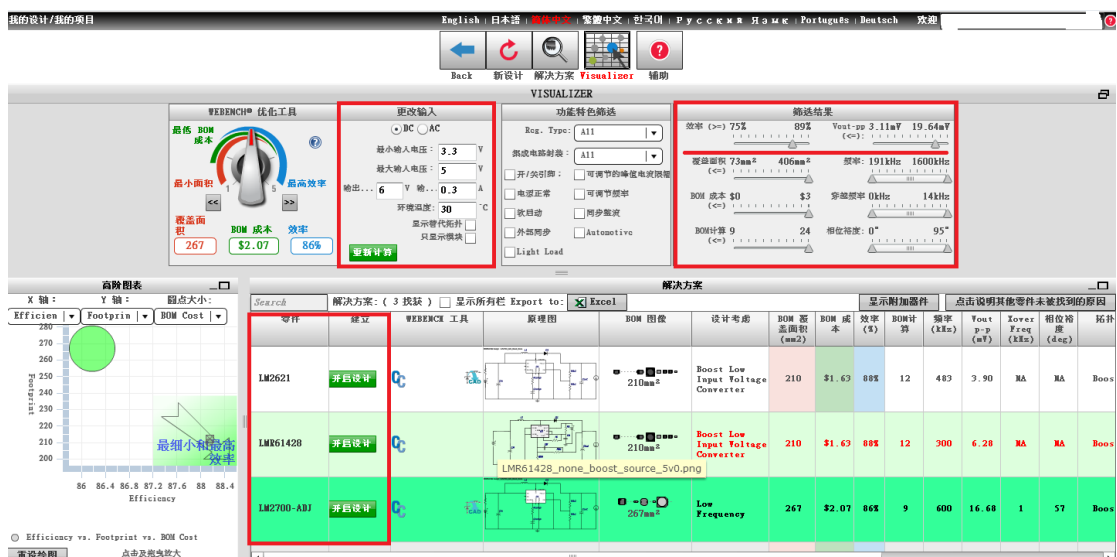 我的设计/我的项目
English | 日本語 | 简体中文 | 繁體中文 | 한국어 | Русский Язык | Português | Deutsch 欢迎
Back 新设计 解决方案 Visualizer 辅助
VISUALIZER
WEBENCH® 优化工具
最低 BOM 成本
最小面积 1 5 最高效率
<< >>
覆盖面积 BOM 成本 效率
267 $2.07 86%
更改输入
DC AC
最小输入电压: 3.3 V
最大输入电压: 5 V
输出... 6 V 输... 0.3 A
环境温度: 30 °C
显示替代拓扑
只显示模块
重新计算
功能特色筛选
Reg. Type: All
集成电路封装: All
开/关引脚: 可调节的峰值电流限幅
电源正常 可调节频率
软启动 同步整流
外部同步 Automotive
Light Load
筛选结果
效率 (>=) 75% 89% Vout-pp 3.11mV 19.64mV
(<=):
覆盖面积 73mm² 406mm² 频率: 191kHz 1600kHz
(<=)
BOM 成本 $0 $3 穿越频率 0kHz 14kHz
(<=)
BOM计算 9 24 相位裕度: 0° 95°
(<=)
高阶图表
X 轴: Y 轴: 圆点大小:
Efficien Footprin BOM Cost
280
270
260
250
240
230
220
210
200
Footprint
最细小和最高效率
86 86.4 86.8 87.2 87.6 88 88.4
Efficiency
Efficiency vs. Footprint vs. BOM Cost
重设绘图 点击及拖曳放大
解决方案
Search 解决方案: ( 3 找获 ) 显示所有栏 Export to: Excel 显示附加器件 点击说明其他零件未被找到的原因
零件 建立 WEBENCH 工具 原理图 BOM 图像 设计考虑 BOM 覆盖面积 (mm2) BOM 成本 效率 (%) BOM计算 频率 (kHz) Vout p-p (mV) Xover Freq (kHz) 相位裕度 (deg) 拓扑
LM2621 开启设计 CAD 210mm² Boost Low Input Voltage Converter 210 $1.63 88% 12 483 3.90 NA NA Boos
LMR61428 开启设计 210mm² Boost Low Input Voltage Converter 210 $1.63 88% 12 300 6.28 NA NA Boos
LMR61428_none_boost_source_5v0.png
LM2700-ADJ 开启设计 CAD 267mm² Low Frequency 267 $2.07 86% 9 600 16.68 1 57 Boos